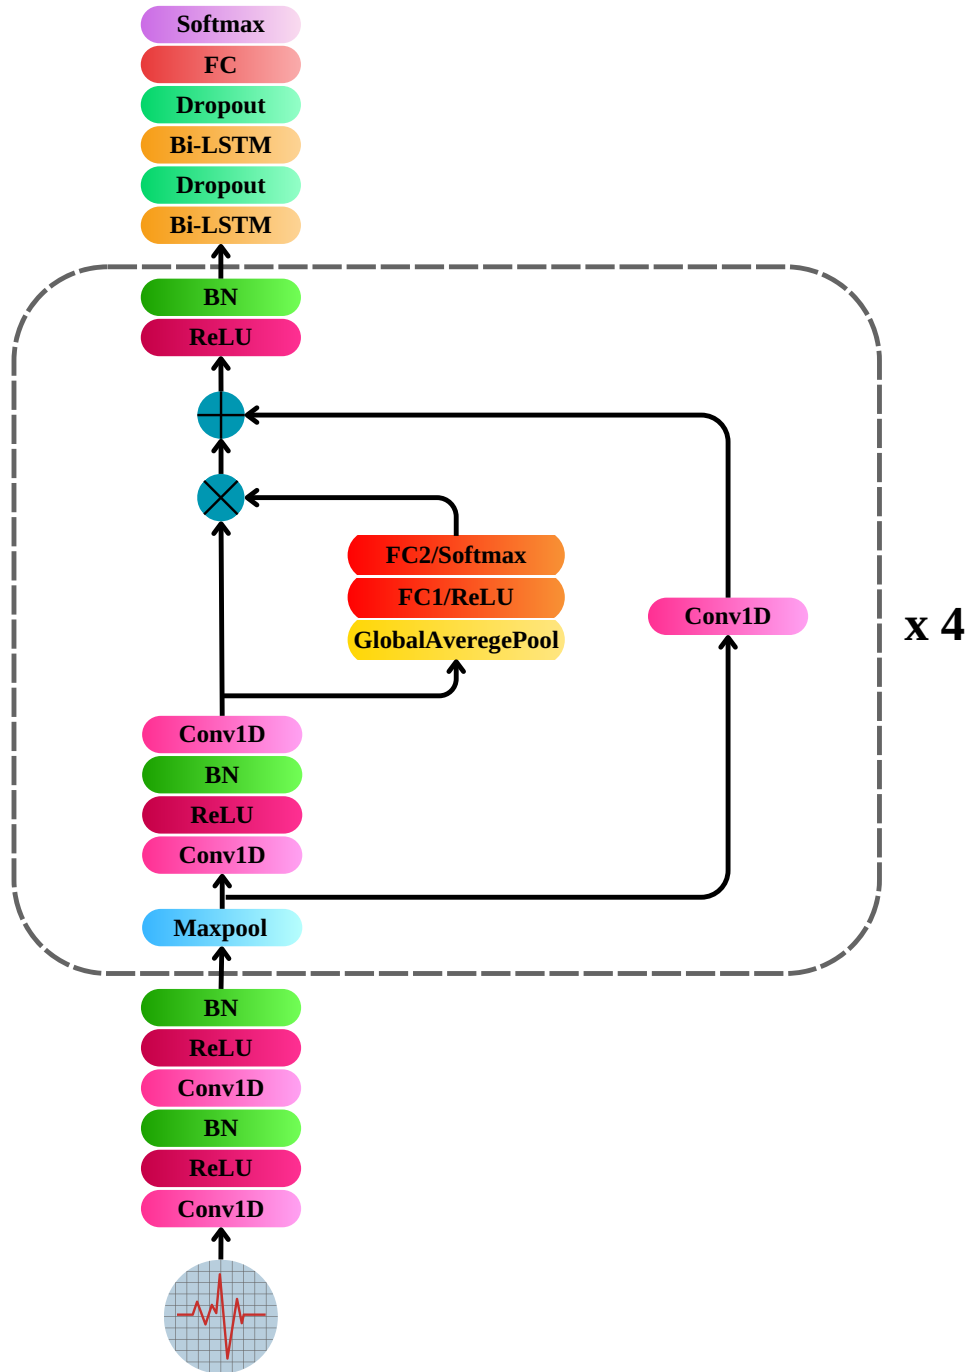 Softmax
FC
Dropout
Bi-LSTM
Dropout
Bi-LSTM
BN
ReLU
FC2/Softmax
FC1/ReLU
GlobalAveregePool
Conv1D
x 4
Conv1D
BN
ReLU
Conv1D
Maxpool
BN
ReLU
Conv1D
BN
ReLU
Conv1D